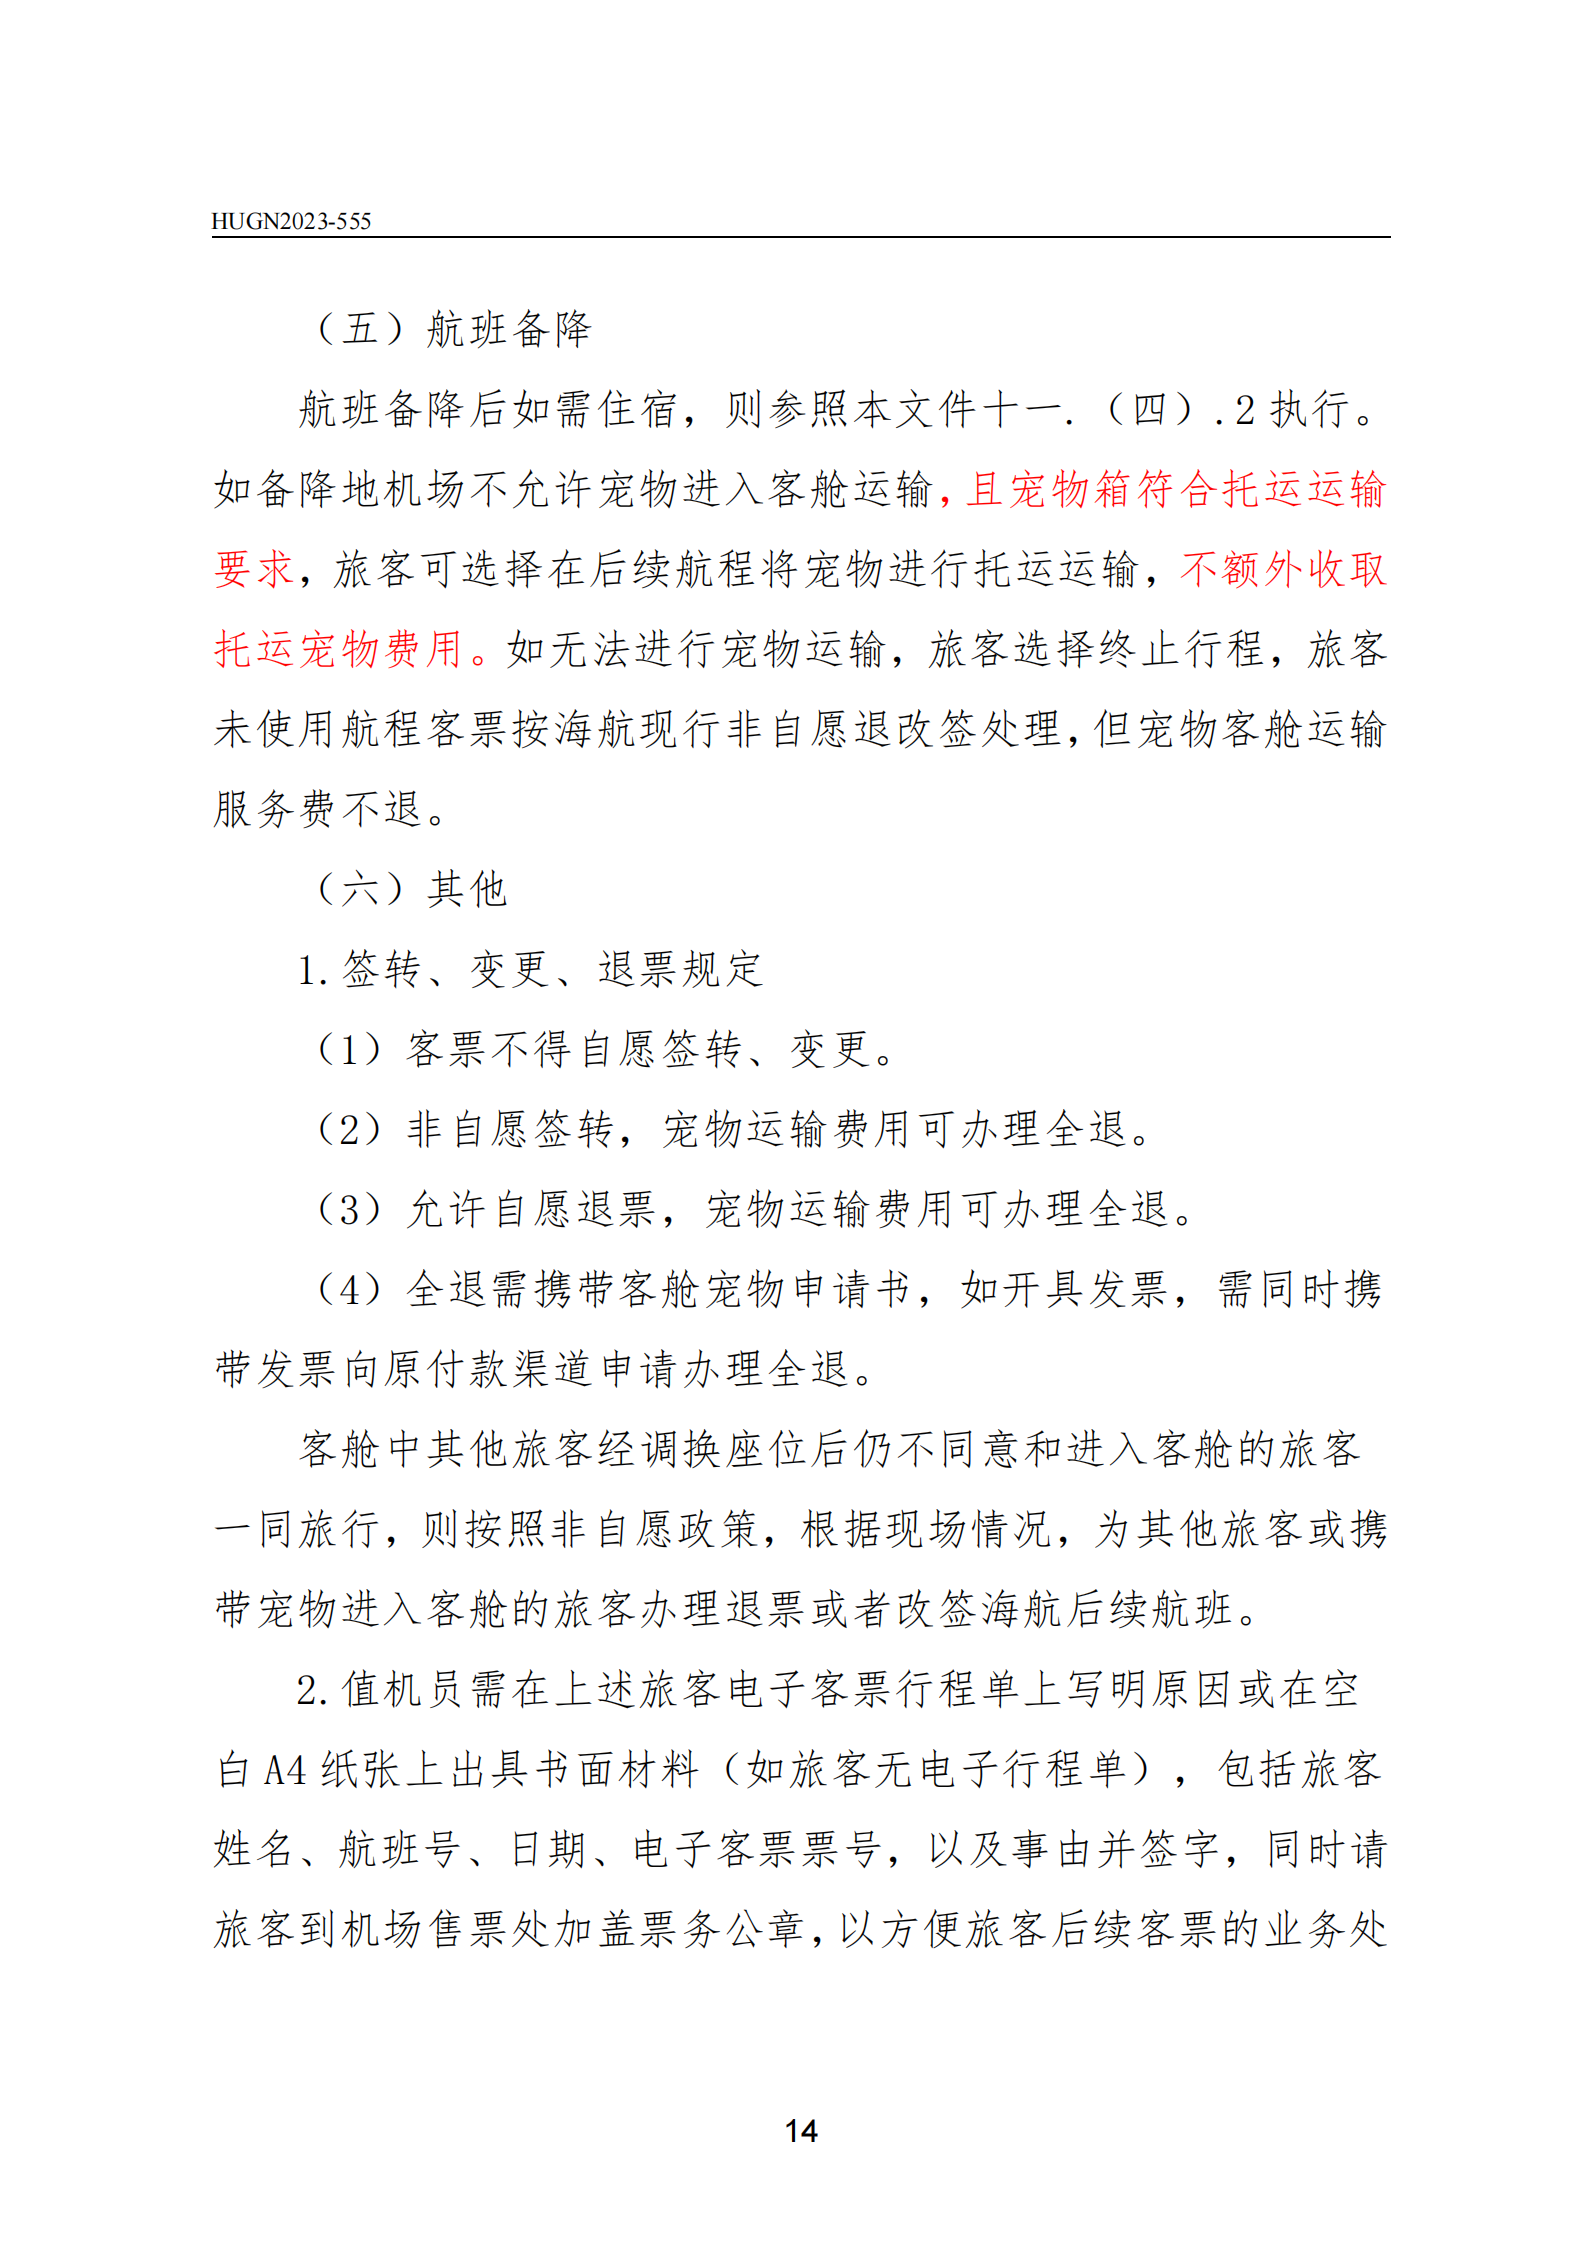 HUGN2023-555
（五）航班备降
航班备降后如需住宿，则参照本文件十一.（四）.2 执行。
如备降地机场不允许宠物进入客舱运输，且宠物箱符合托运运输
要求，旅客可选择在后续航程将宠物进行托运运输，不额外收取
托运宠物费用。如无法进行宠物运输，旅客选择终止行程，旅客
未使用航程客票按海航现行非自愿退改签处理，但宠物客舱运输
服务费不退。
（六）其他
1.签转、变更、退票规定
（1）客票不得自愿签转、变更。
（2）非自愿签转，宠物运输费用可办理全退。
（3）允许自愿退票，宠物运输费用可办理全退。
（4）全退需携带客舱宠物申请书，如开具发票，需同时携
带发票向原付款渠道申请办理全退。
客舱中其他旅客经调换座位后仍不同意和进入客舱的旅客
一同旅行，则按照非自愿政策，根据现场情况，为其他旅客或携
带宠物进入客舱的旅客办理退票或者改签海航后续航班。
2.值机员需在上述旅客电子客票行程单上写明原因或在空
白 A4 纸张上出具书面材料（如旅客无电子行程单），包括旅客
姓名、航班号、日期、电子客票票号，以及事由并签字，同时请
旅客到机场售票处加盖票务公章，以方便旅客后续客票的业务处
14